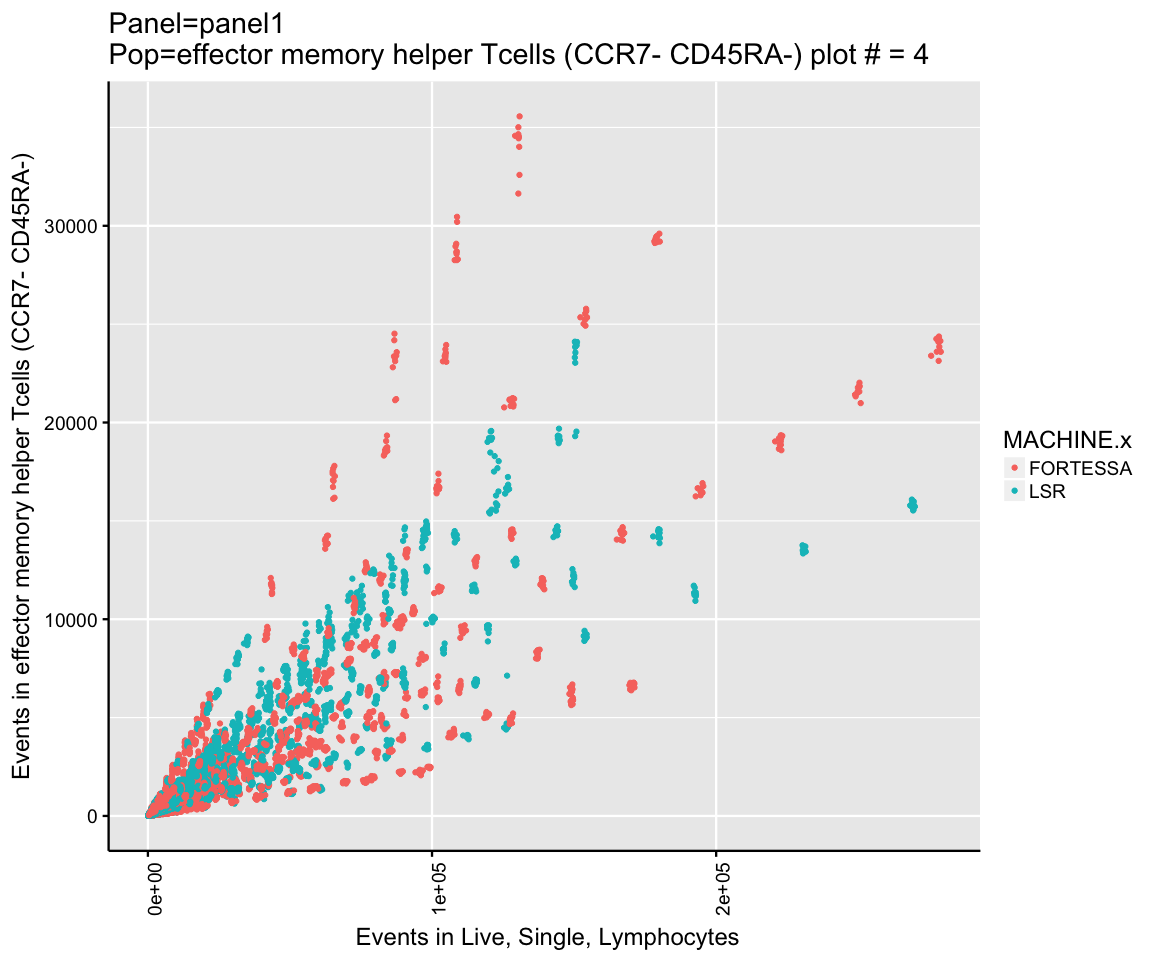 Panel=panel1
Pop=effector memory helper Tcells (CCR7- CD45RA-) plot # = 4
Events in effector memory helper Tcells (CCR7- CD45RA-)
30000
20000
10000
0
0e+00
1e+05
2e+05
Events in Live, Single, Lymphocytes
MACHINE.x
FORTESSA
LSR